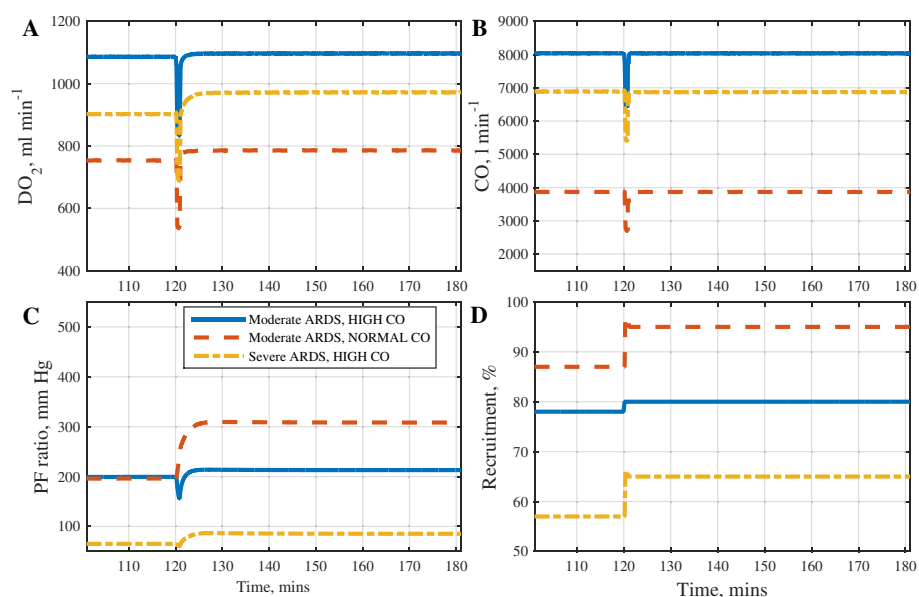 A
B
1200
1000
800
600
400
DO2, ml min-1
110 120 130 140 150 160 170 180
9000
8000
7000
6000
5000
4000
3000
2000
CO, l min-1
110 120 130 140 150 160 170 180
C
D
500
400
300
200
100
PF ratio, mm Hg
Moderate ARDS, HIGH CO
Moderate ARDS, NORMAL CO
Severe ARDS, HIGH CO
110 120 130 140 150 160 170 180
Time, mins
100
90
80
70
60
50
Recruitment, %
110 120 130 140 150 160 170 180
Time, mins